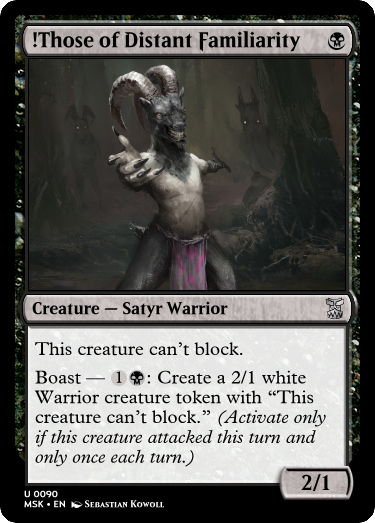 !Those of Distant Familiarity
Creature — Satyr Warrior
This creature can't block.
Boast — 1: Create a 2/1 white
Warrior creature token with “This
creature can't block.” (Activate only
if this creature attacked this turn and
only once each turn.)
2/1
U 0090
MSK • EN Sebastian Kowoll